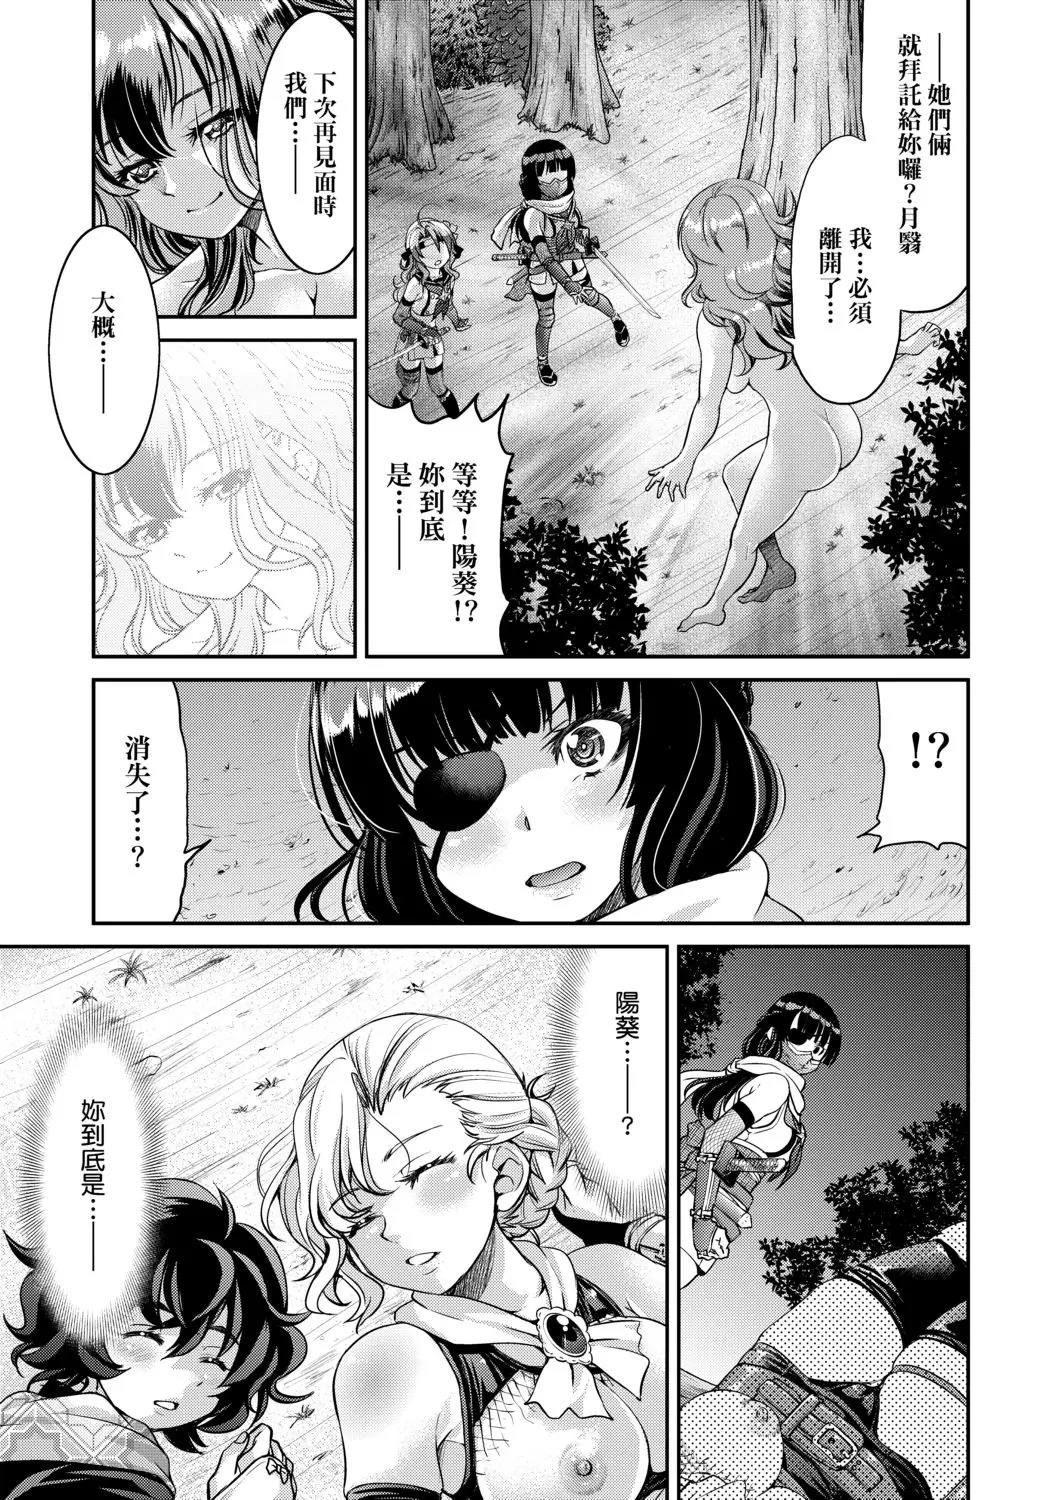 ——她們倆
就拜託給妳囉？月翳
我…必須
離開了…
等等！陽葵!?
妳到底
是…——
下次再見面時
我們…——
大概…——
!?
消失了…？
陽葵…——？
妳到底是…——